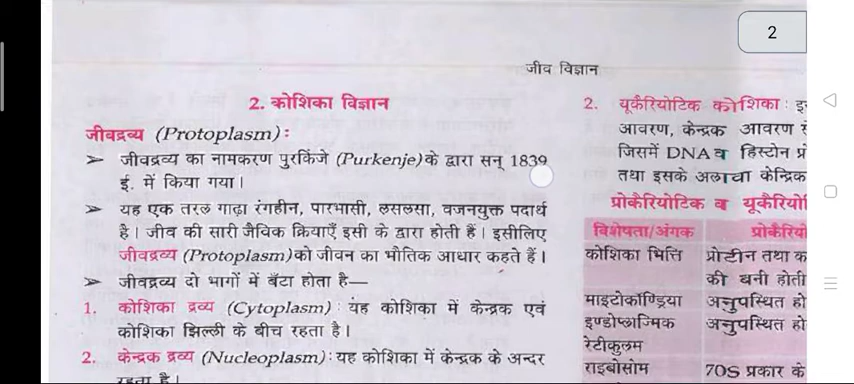 2
जीव विज्ञान
2. कोशिका विज्ञान
जीवद्रव्य (Protoplasm):
➢ जीवद्रव्य का नामकरण पुरकिंजे (Purkenje) के द्वारा सन् 1839
ई. में किया गया।
➢ यह एक तरल गाढ़ा रंगहीन, पारभासी, लसलसा, वजनयुक्त पदार्थ
है। जीव की सारी जैविक क्रियाएँ इसी के द्वारा होती हैं। इसीलिए
जीवद्रव्य (Protoplasm) को जीवन का भौतिक आधार कहते हैं।
➢ जीवद्रव्य दो भागों में बँटा होता है—
1. कोशिका द्रव्य (Cytoplasm) : यह कोशिका में केन्द्रक एवं
कोशिका झिल्ली के बीच रहता है।
2. केन्द्रक द्रव्य (Nucleoplasm) : यह कोशिका में केन्द्रक के अन्दर
रहता है।
2. यूकैरियोटिक कोशिका :
आवरण, केन्द्रक आवरण
जिसमें DNA व हिस्टोन
तथा इसके अलावा
प्रोकैरियोटिक व
विशेषता/अंगक
कोशिका भित्ति प्रोटीन तथा
की बनी होती
माइटोकॉण्ड्रिया अनुपस्थित हो
इण्डोप्लाज्मिक अनुपस्थित हो
रेटीकुलम
राइबोसोम 70S प्रकार के